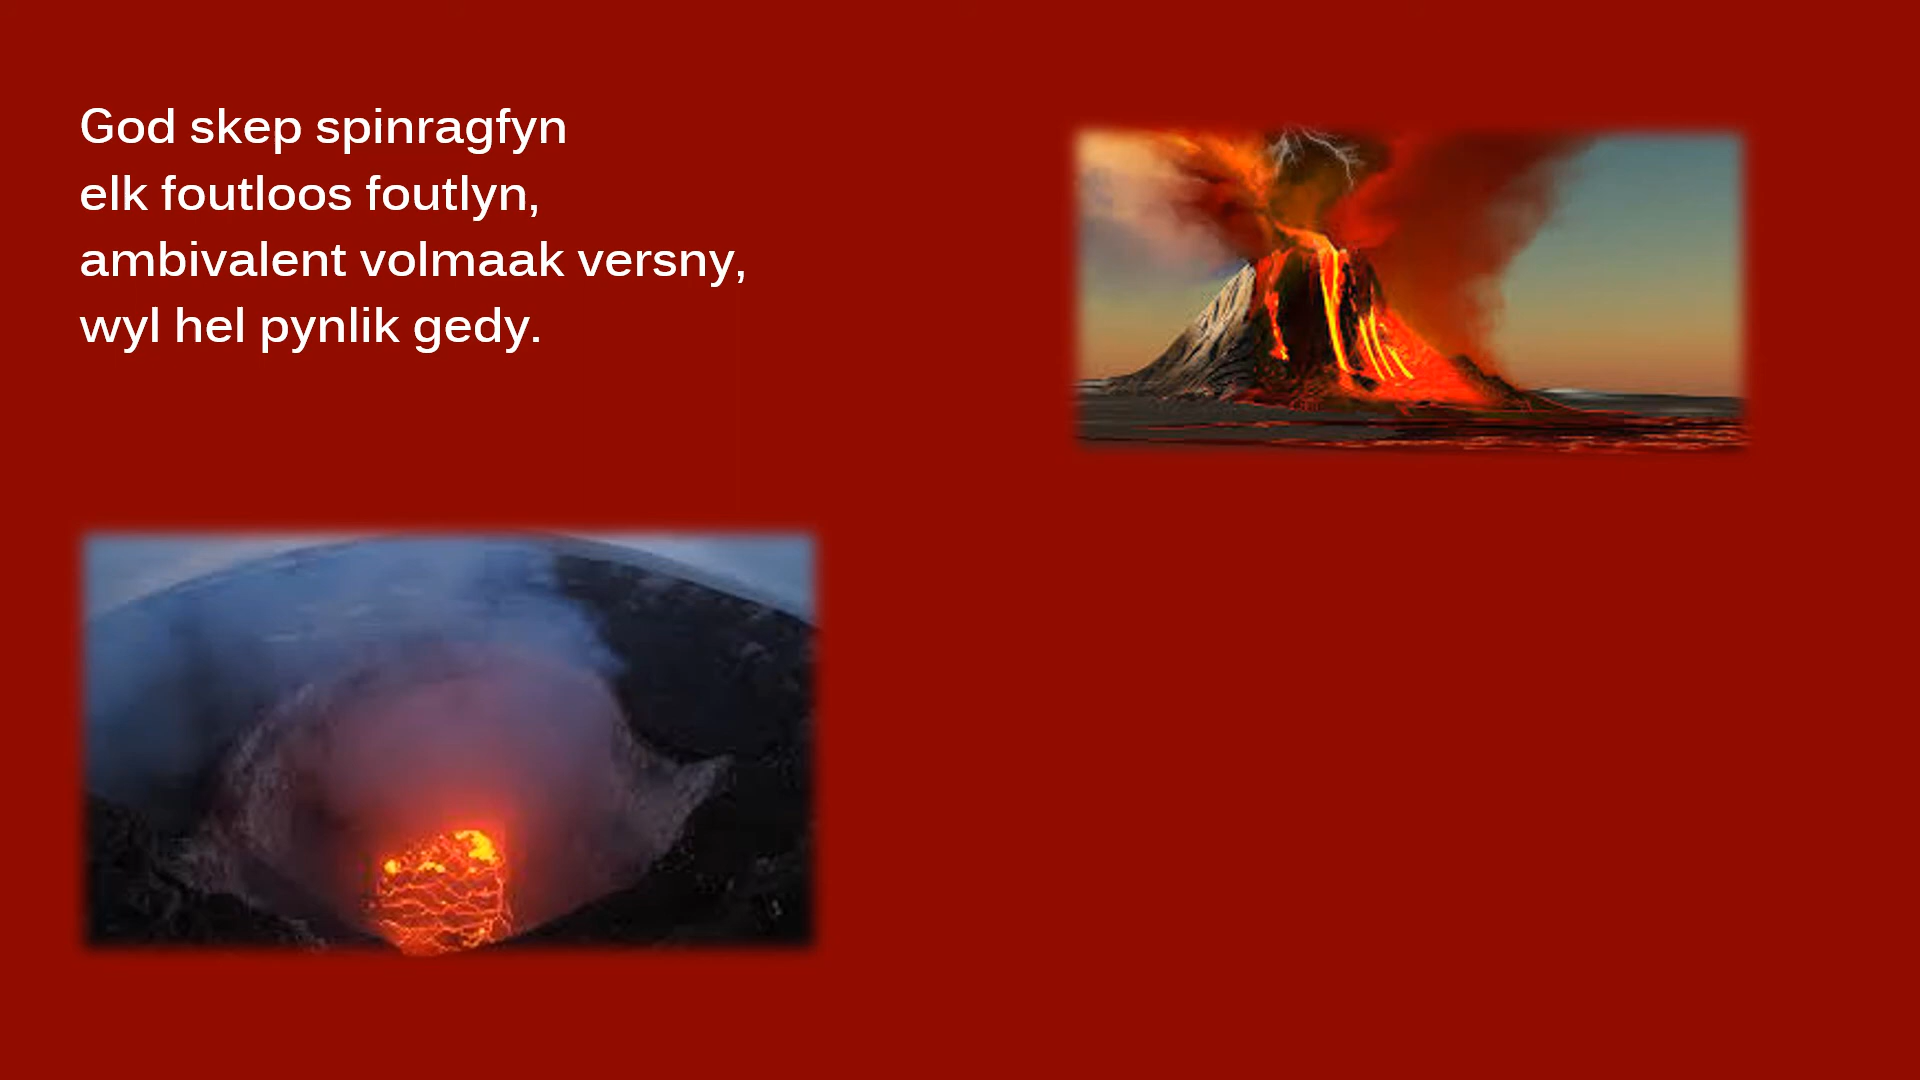 God skep spinragfyn
elk foutloos foutlyn,
ambivalent volmaak versny,
wyl hel pynlik gedy.